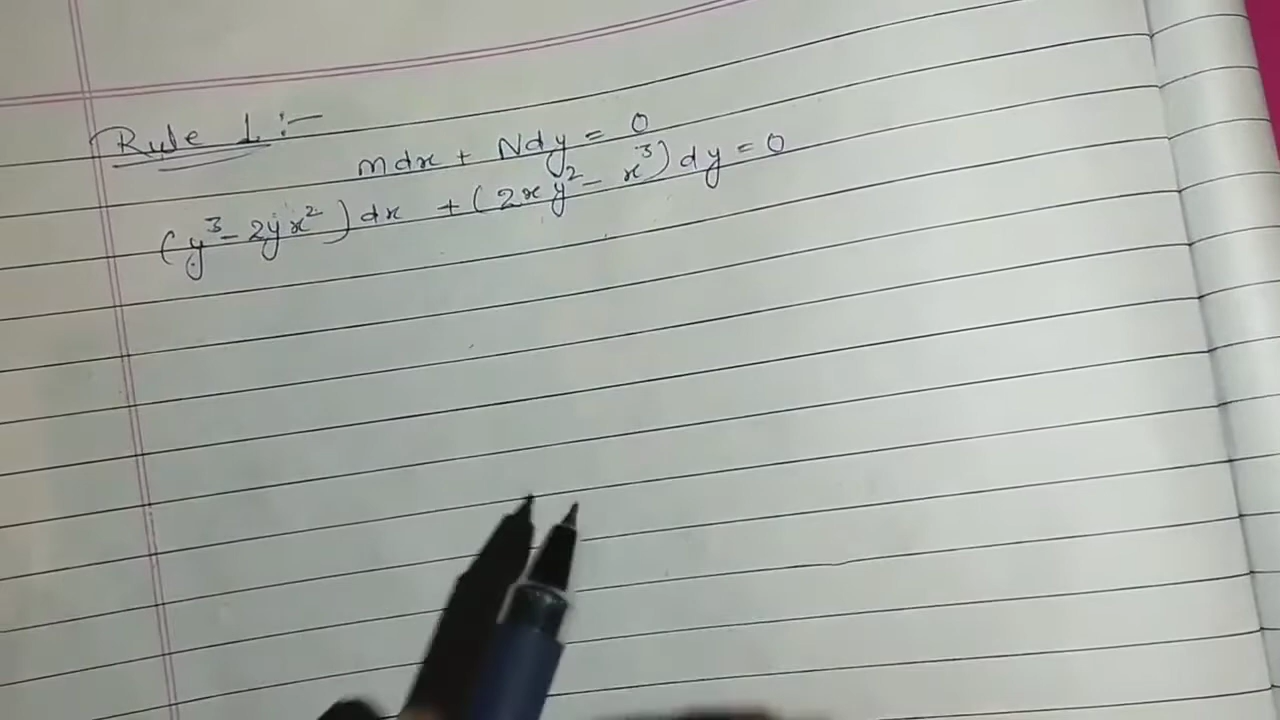 Rule 1 :-
mdx + Ndy = 0
(y³ - 2yx²) dx + (2xy² - x³) dy = 0